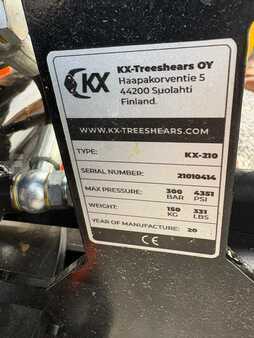 KX
KX-Treeshears OY
Haapakorventie 5
44200 Suolahti
Finland.
WWW.KX-TREESHEARS.COM
TYPE: KX-210
SERIAL NUMBER: 21010414
MAX PRESSURE: 300 BAR 4351 PSI
WEIGHT: 150 KG 331 LBS
YEAR OF MANUFACTURE: 20
CE